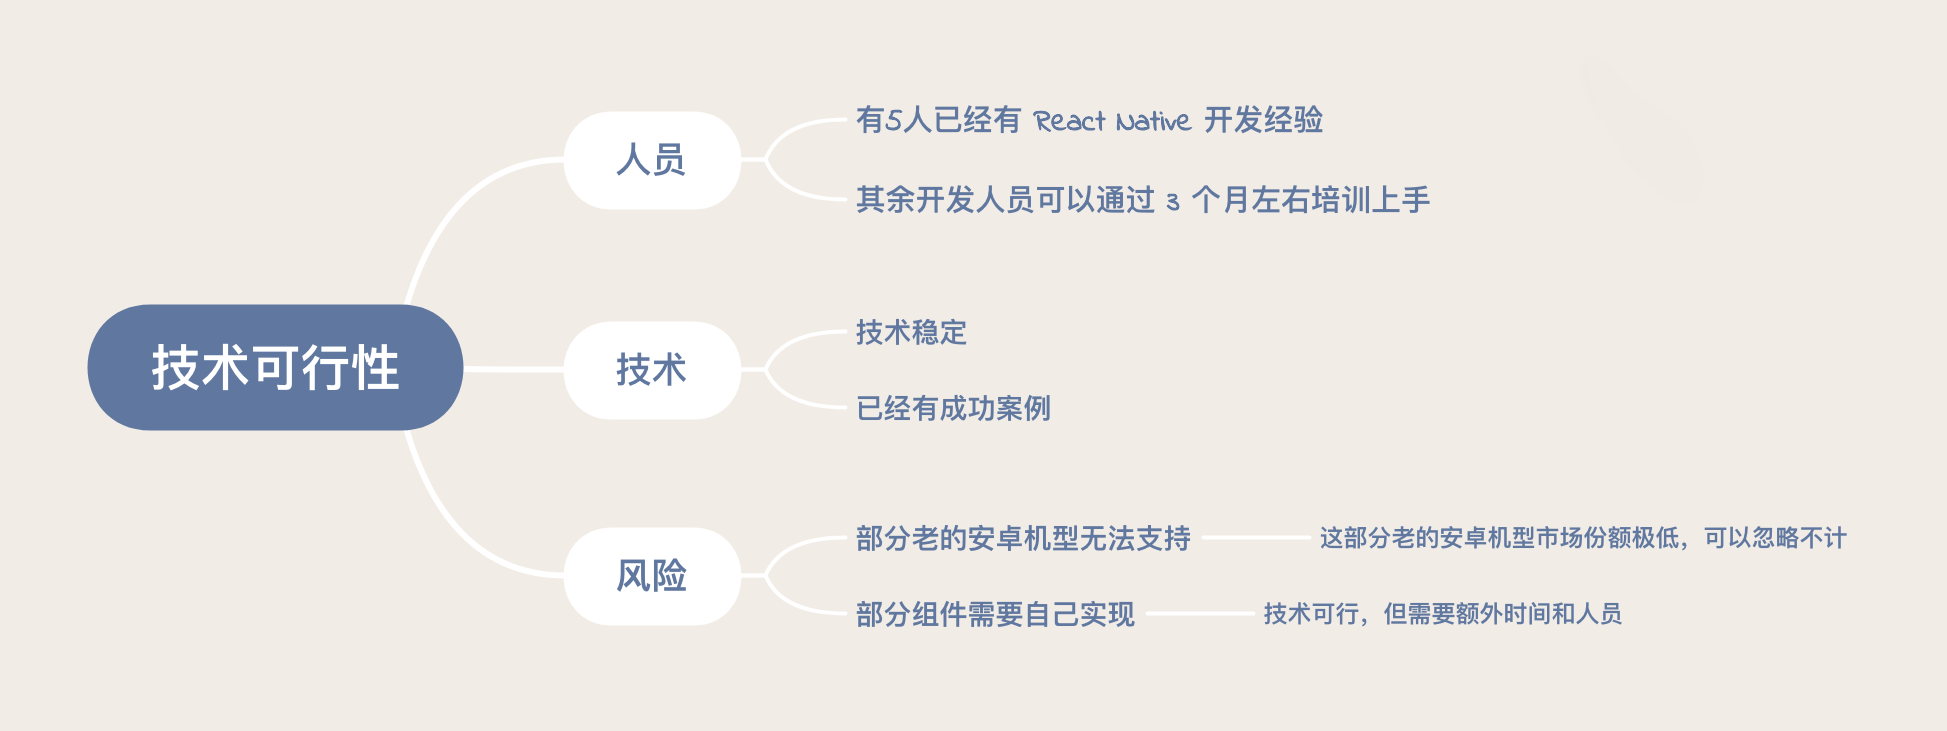 技术可行性
人员
有5人已经有 React Native 开发经验
其余开发人员可以通过 3 个月左右培训上手
技术
技术稳定
已经有成功案例
风险
部分老的安卓机型无法支持
这部分老的安卓机型市场份额极低，可以忽略不计
部分组件需要自己实现
技术可行，但需要额外时间和人员